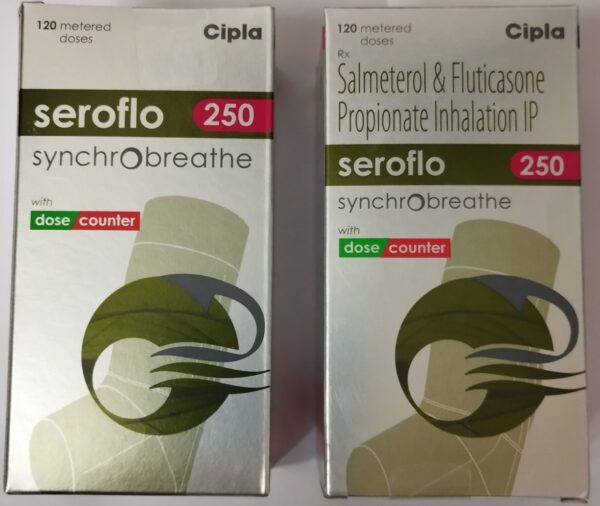 120 metered
doses
Cipla
seroflo 250
synchrobreathe
with
dose counter
120 metered
doses
Cipla
Rx
Salmeterol & Fluticasone
Propionate Inhalation IP
seroflo 250
synchrobreathe
with
dose counter